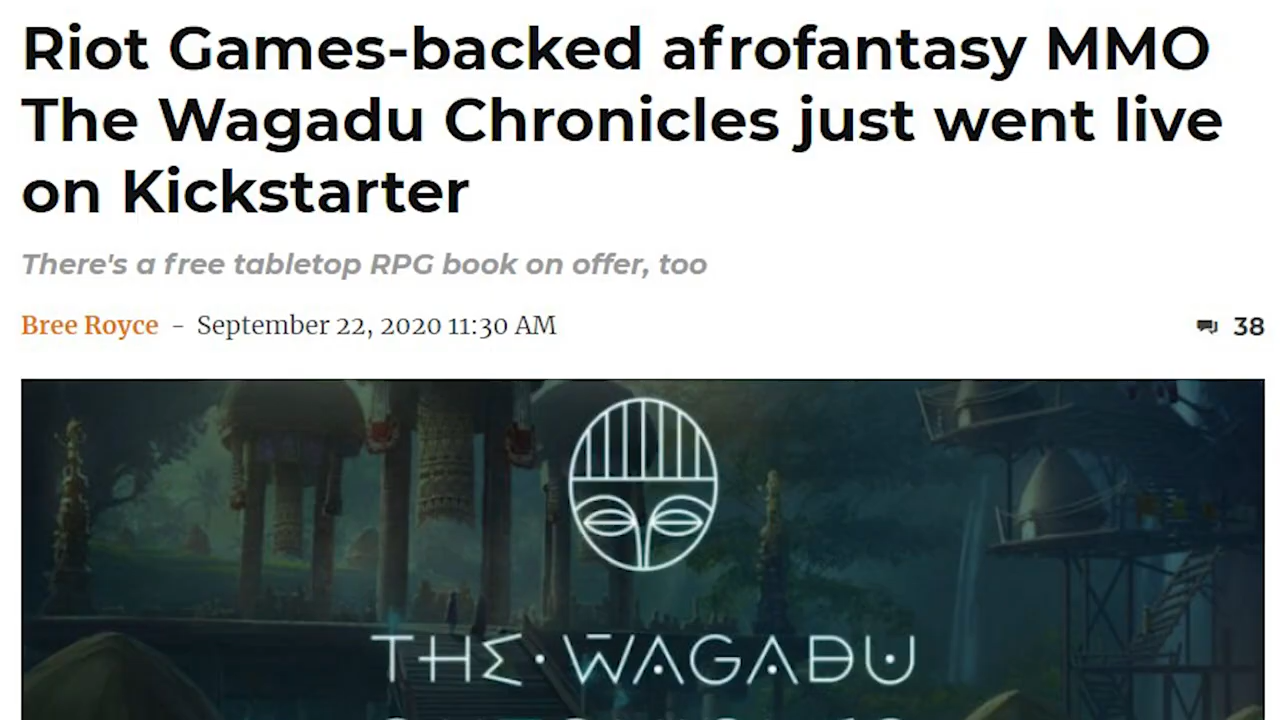 Riot Games-backed afrofantasy MMO
The Wagadu Chronicles just went live
on Kickstarter
There's a free tabletop RPG book on offer, too
Bree Royce - September 22, 2020 11:30 AM
38
THE·WAGADU